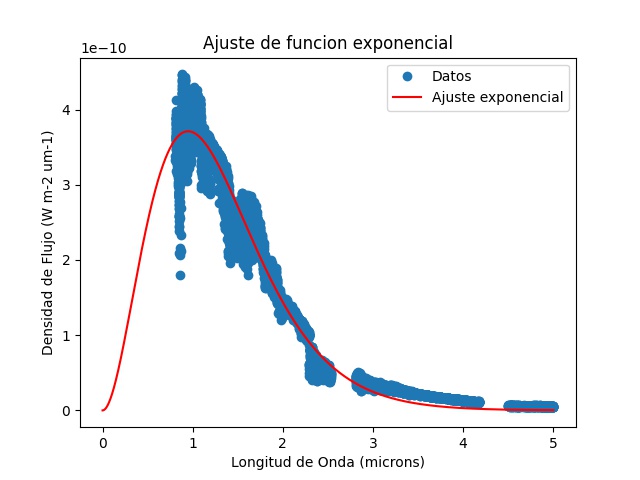 Ajuste de funcion exponencial
1e−10
Datos
Ajuste exponencial
4
3
2
1
0
Densidad de Flujo (W m-2 um-1)
0 1 2 3 4 5
Longitud de Onda (microns)